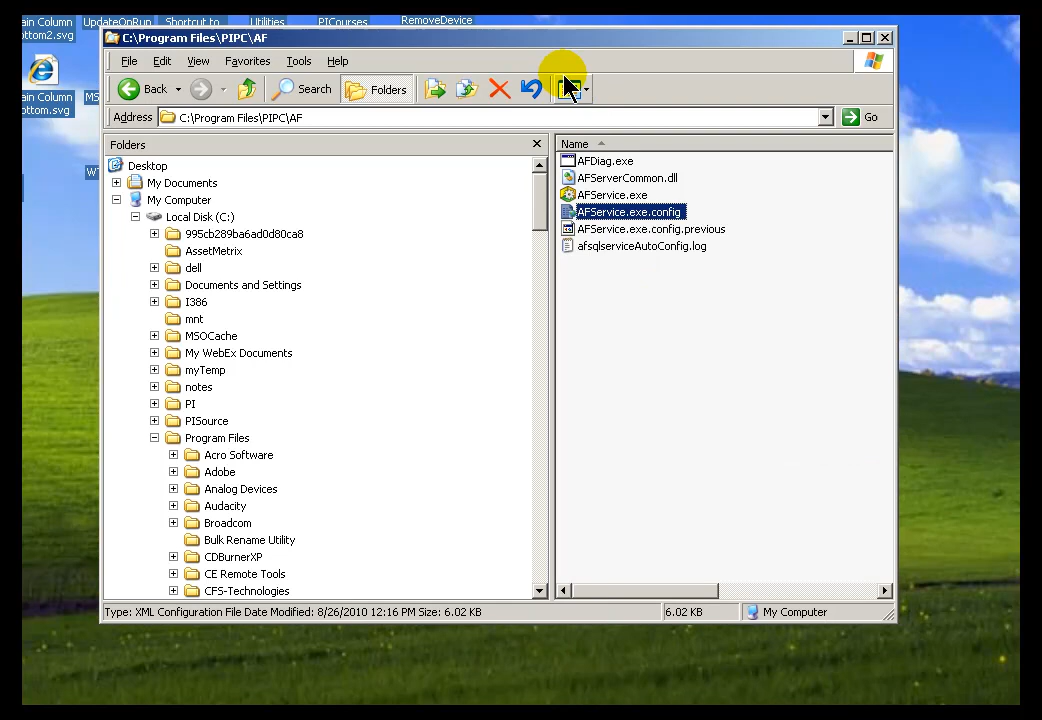 ain Column UpdateOnRun Shortcut to Utilities PICourses RemoveDevice
ottom2.svg
C:\Program Files\PIPC\AF
File Edit View Favorites Tools Help
Back Search Folders
Address C:\Program Files\PIPC\AF Go
ain Column MS
ottom.svg
Folders
Name
Desktop
My Documents
My Computer
Local Disk (C:)
995cb289ba6ad0d80ca8
AssetMetrix
dell
Documents and Settings
I386
mnt
MSOCache
My WebEx Documents
myTemp
notes
PI
PISource
Program Files
Acro Software
Adobe
Analog Devices
Audacity
Broadcom
Bulk Rename Utility
CDBurnerXP
CE Remote Tools
CFS-Technologies
AFDiag.exe
AFServerCommon.dll
AFService.exe
AFService.exe.config
AFService.exe.config.previous
afsqlserviceAutoConfig.log
Type: XML Configuration File Date Modified: 8/26/2010 12:16 PM Size: 6.02 KB
6.02 KB
My Computer